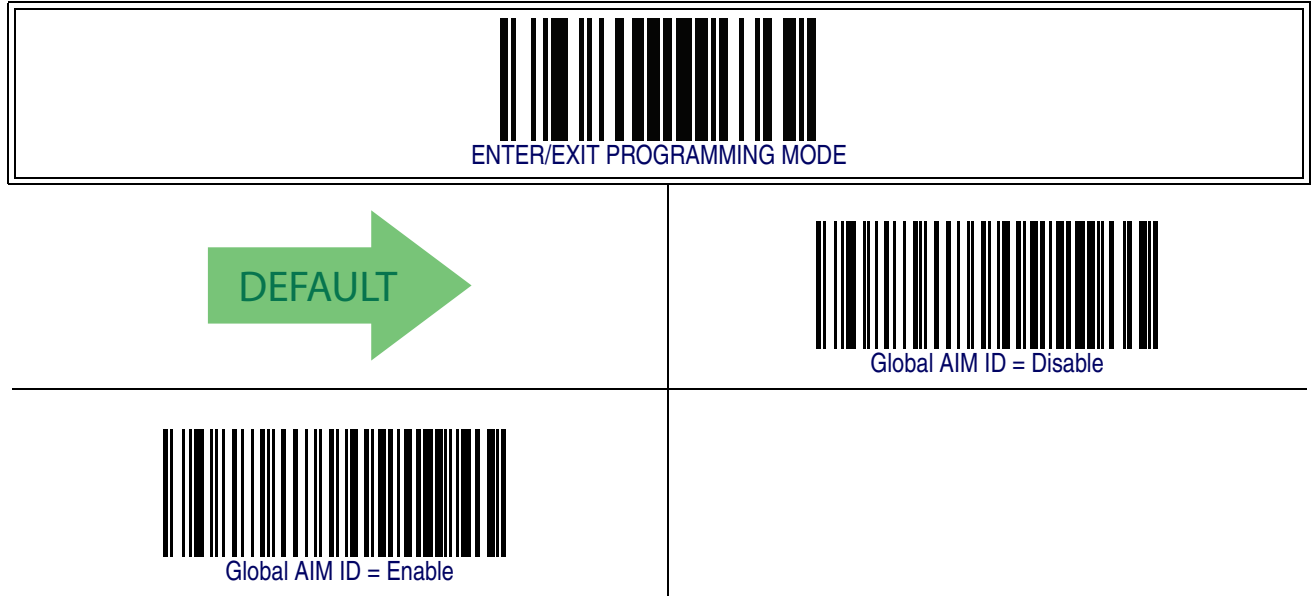 ENTER/EXIT PROGRAMMING MODE
DEFAULT
Global AIM ID = Disable
Global AIM ID = Enable